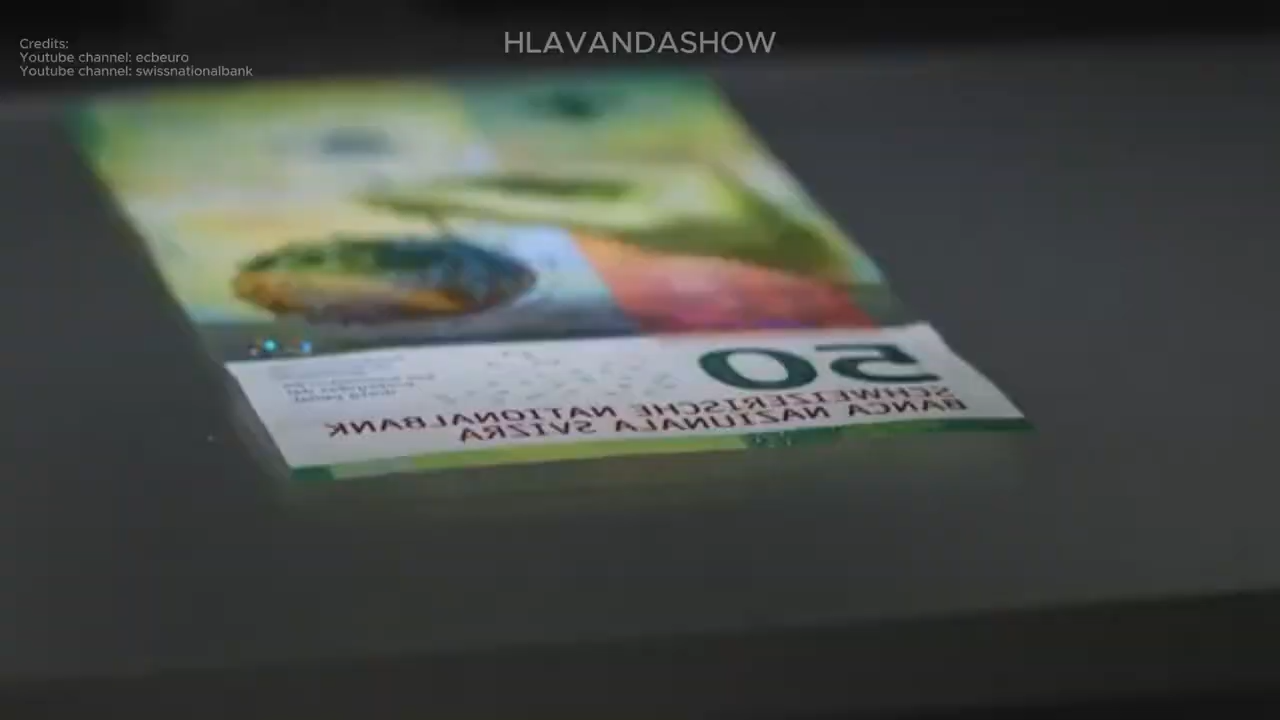 Credits:
Youtube channel: ecbeuro
Youtube channel: swissnationalbank
HLAVANDASHOW
50
SCHWEIZERISCHE NATIONALBANK
BANCA NAZIUNALA SVIZRA